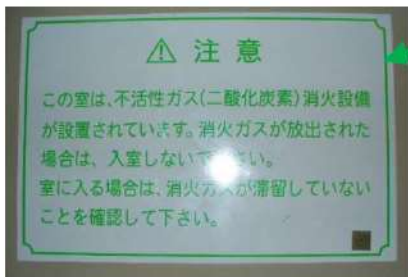 ⚠ 注意
この室は、不活性ガス(二酸化炭素)消火設備
が設置されています。消火ガスが放出された
場合は、入室しないで下さい。
室に入る場合は、消火ガスが滞留していない
ことを確認して下さい。